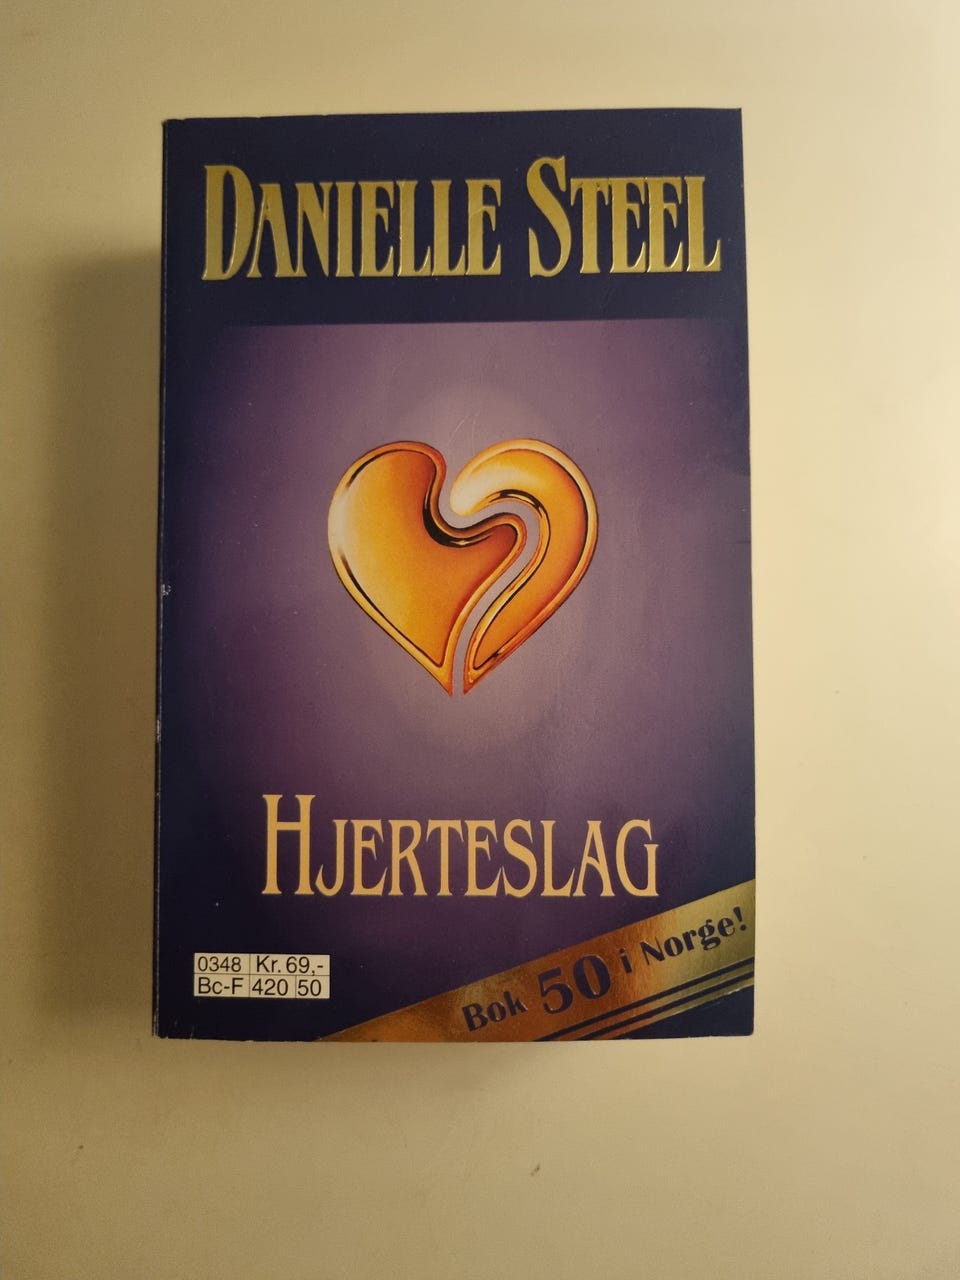 DANIELLE STEEL
HJERTESLAG
Bok 50 i Norge!
0348 Kr. 69,-
Bc-F 420 50